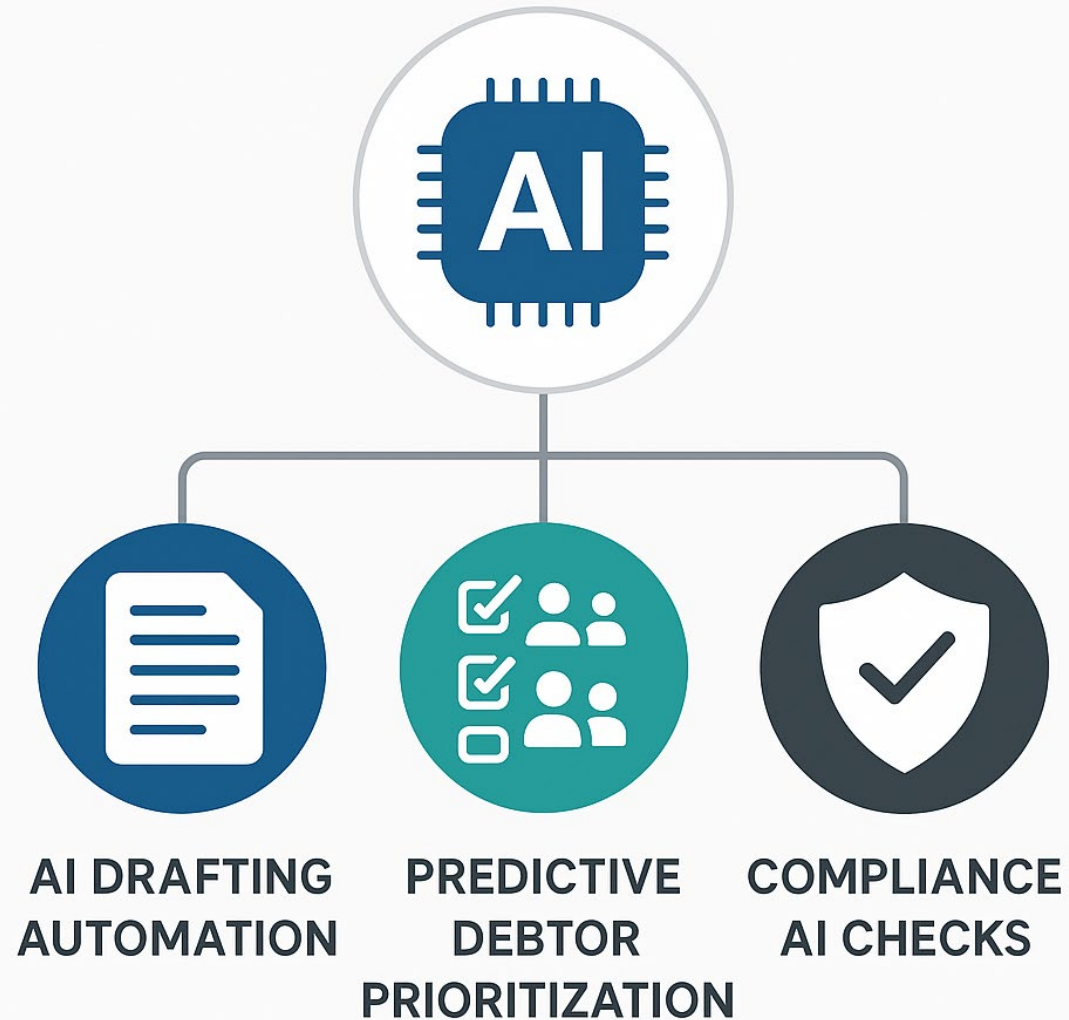 AI
AI DRAFTING
AUTOMATION
PREDICTIVE
DEBTOR
PRIORITIZATION
COMPLIANCE
AI CHECKS